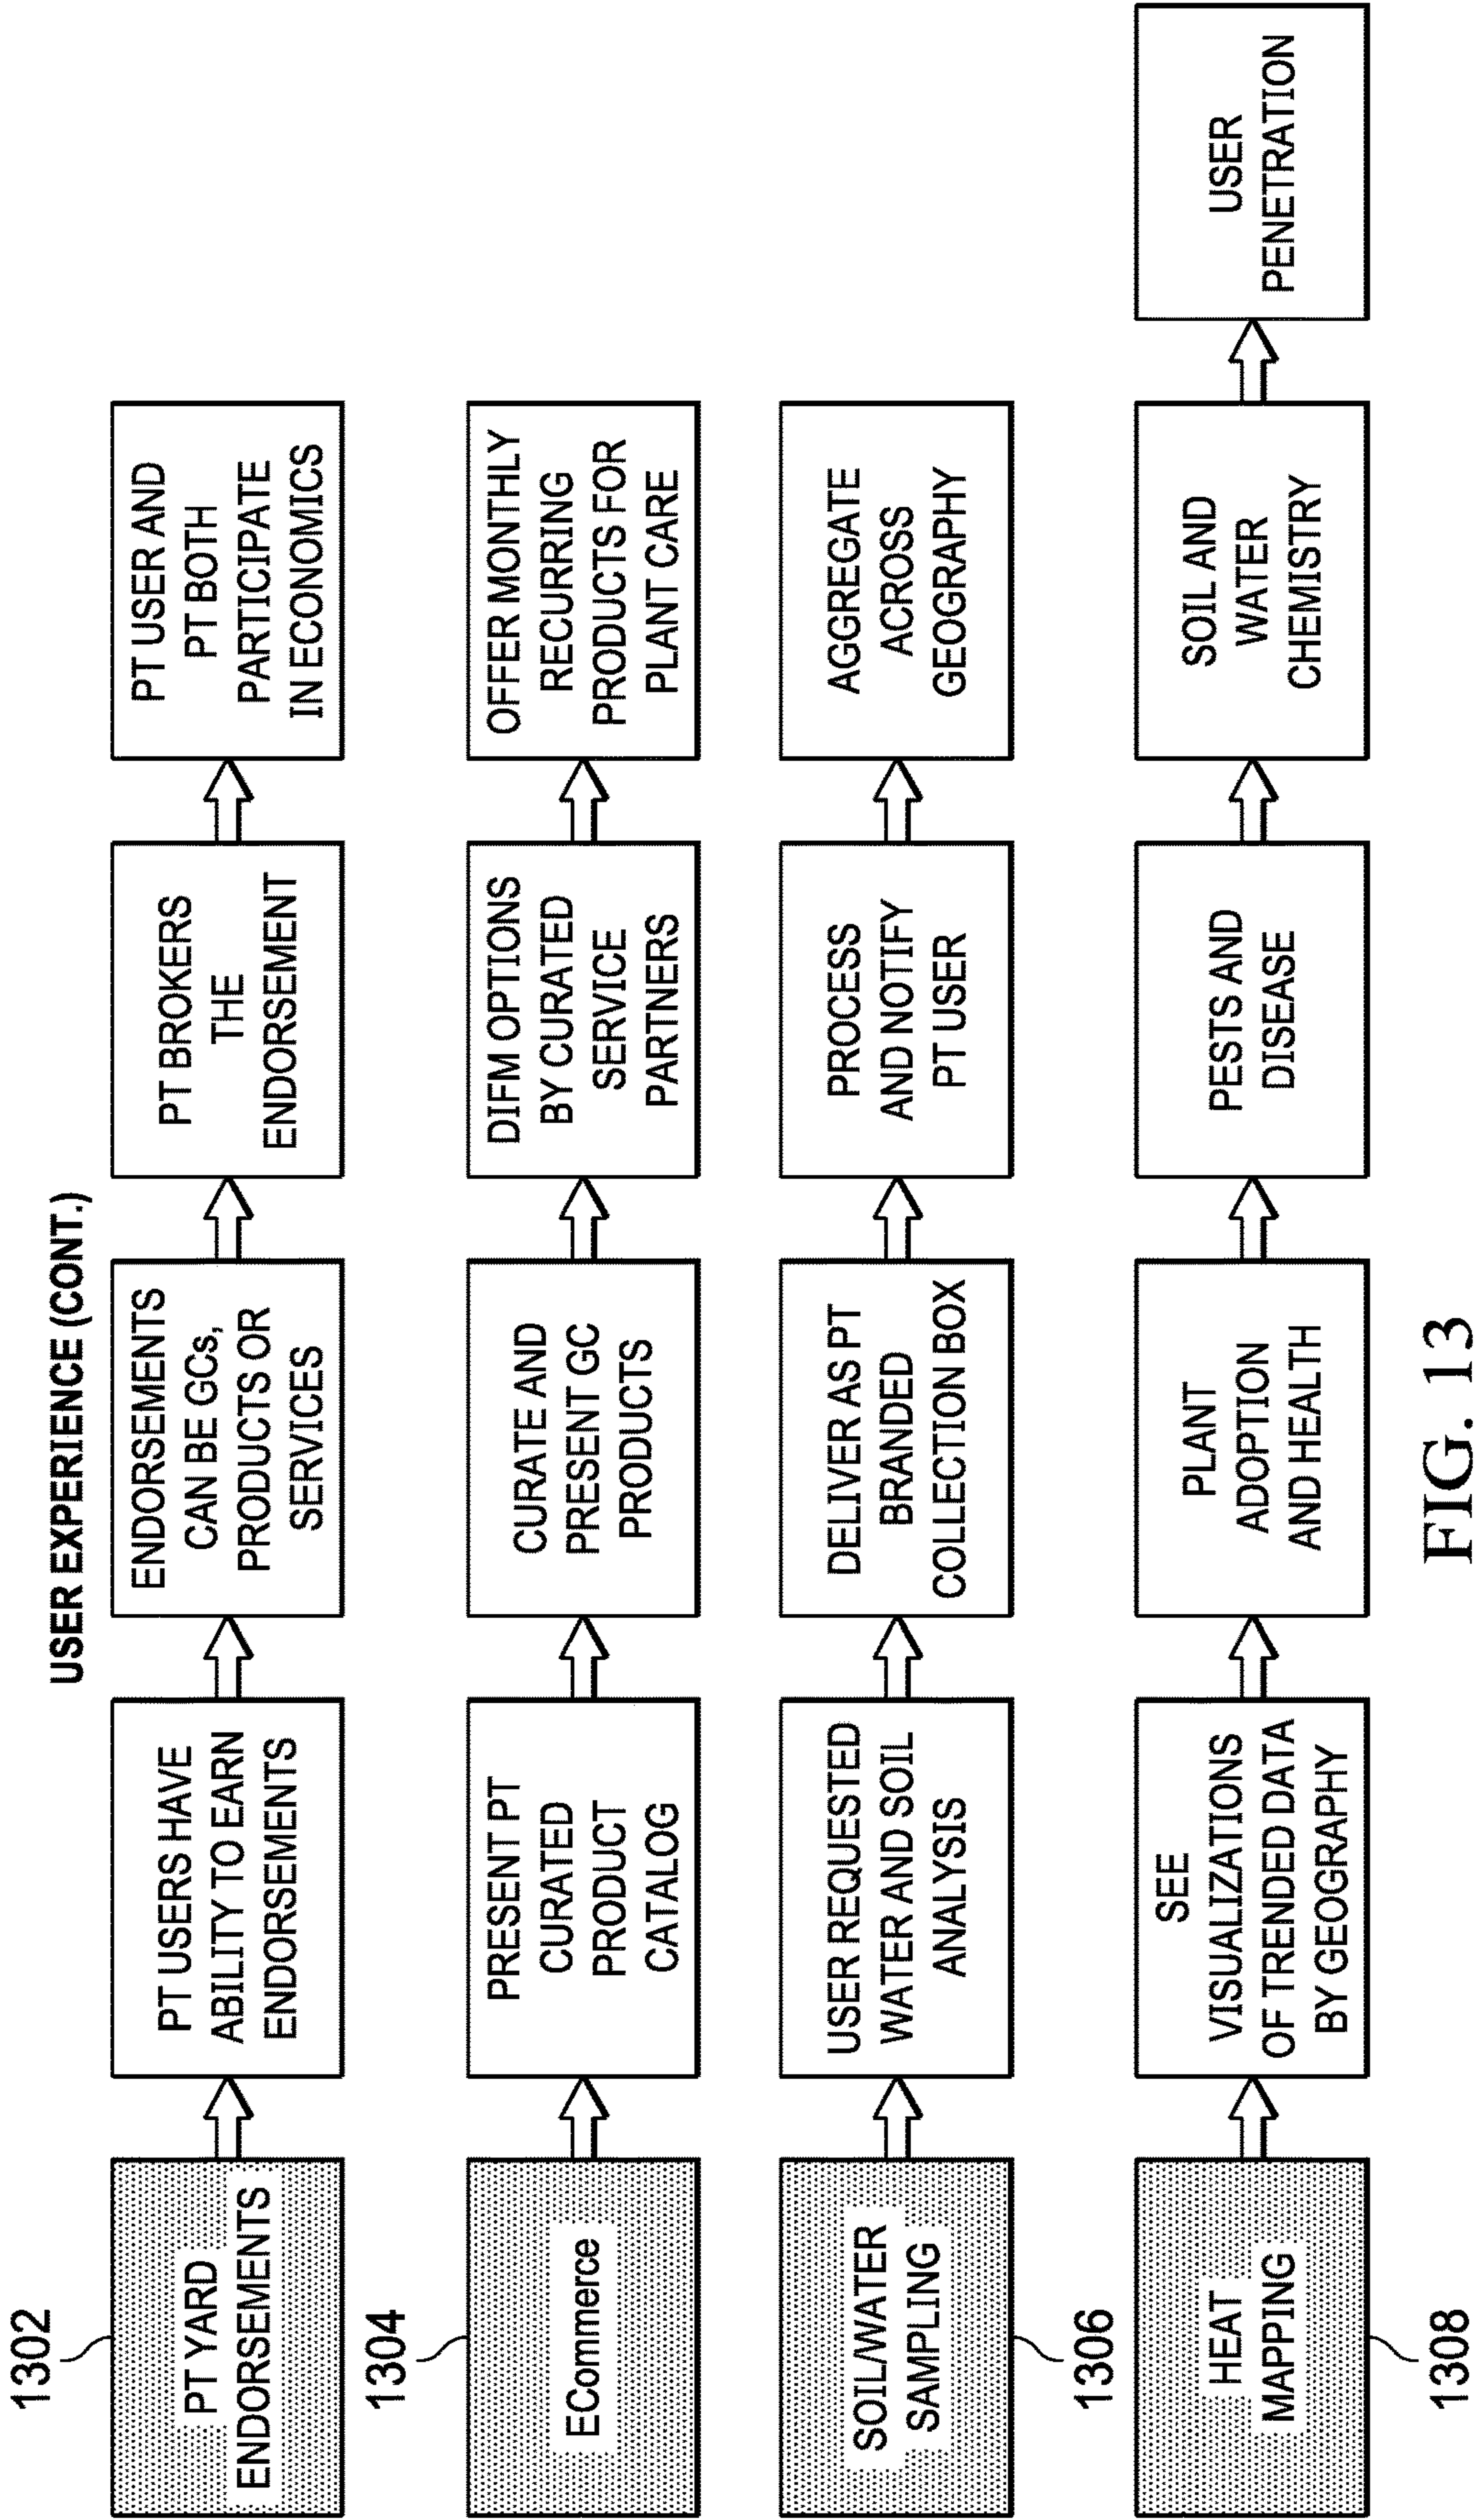 USER EXPERIENCE (CONT.)
1302
PT YARD
ENDORSEMENTS
PT USERS HAVE
ABILITY TO EARN
ENDORSEMENTS
ENDORSEMENTS
CAN BE GCs,
PRODUCTS OR
SERVICES
PT BROKERS
THE
ENDORSEMENT
PT USER AND
PT BOTH
PARTICIPATE
IN ECONOMICS
1304
ECommerce
PRESENT PT
CURATED
PRODUCT
CATALOG
CURATE AND
PRESENT GC
PRODUCTS
DIFM OPTIONS
BY CURATED
SERVICE
PARTNERS
OFFER MONTHLY
RECURRING
PRODUCTS FOR
PLANT CARE
SOIL/WATER
SAMPLING
1306
USER REQUESTED
WATER AND SOIL
ANALYSIS
DELIVER AS PT
BRANDED
COLLECTION BOX
PROCESS
AND NOTIFY
PT USER
AGGREGATE
ACROSS
GEOGRAPHY
HEAT
MAPPING
1308
SEE
VISUALIZATIONS
OF TRENDED DATA
BY GEOGRAPHY
PLANT
ADOPTION
AND HEALTH
PESTS AND
DISEASE
SOIL AND
WATER
CHEMISTRY
USER
PENETRATION
FIG. 13